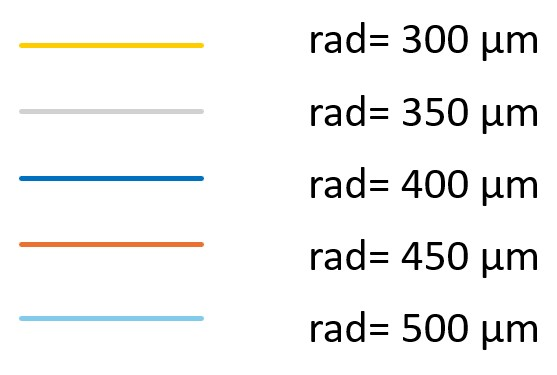 rad= 300 µm
rad= 350 µm
rad= 400 µm
rad= 450 µm
rad= 500 µm